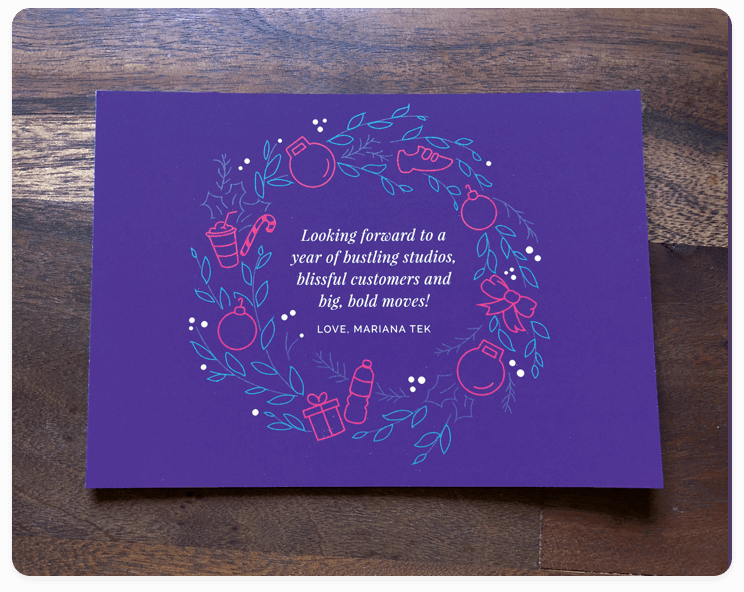 Looking forward to a
year of bustling studios,
blissful customers and
big, bold moves!
LOVE, MARIANA TEK